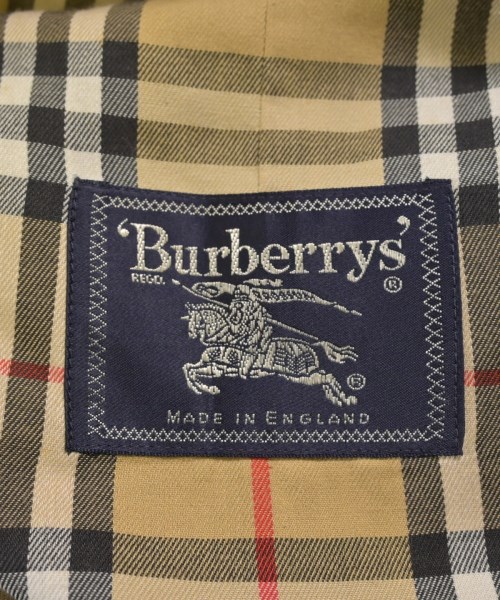 'Burberrys'
REGD. ®
®
MADE IN ENGLAND